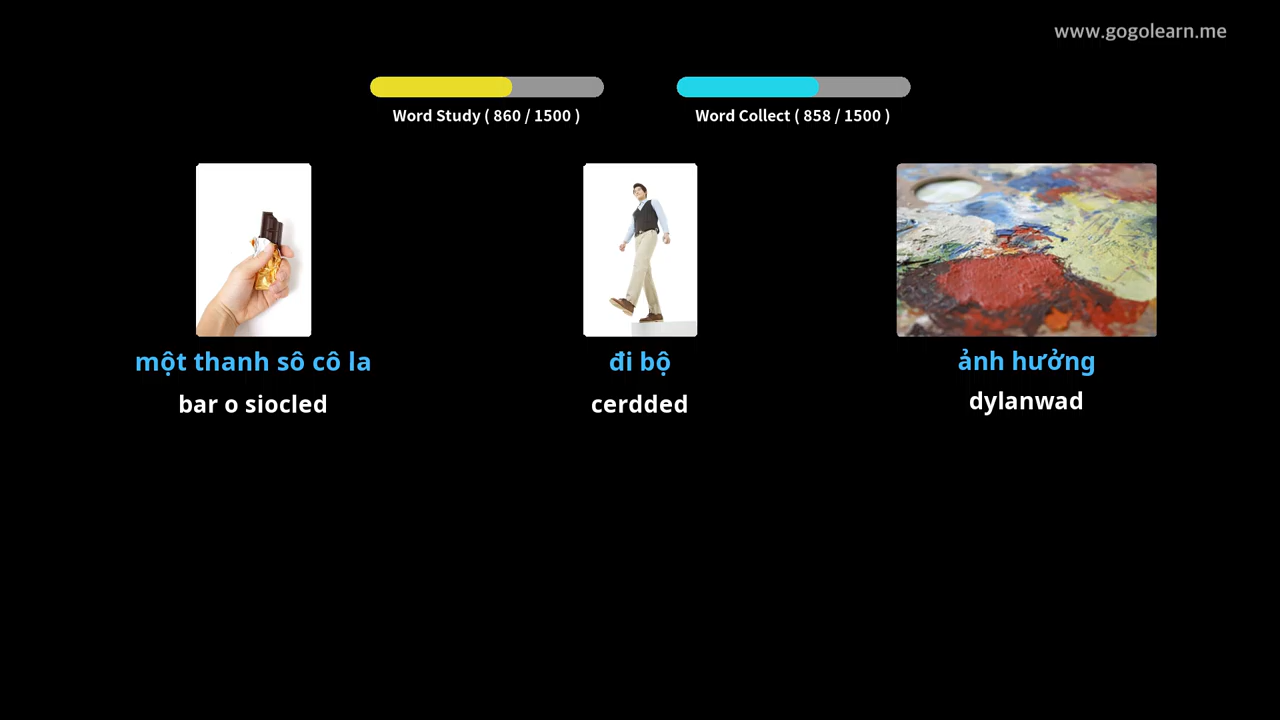 www.gogolearn.me
Word Study ( 860 / 1500 )
Word Collect ( 858 / 1500 )
một thanh sô cô la
đi bộ
ảnh hưởng
bar o siocled
cerdded
dylanwad